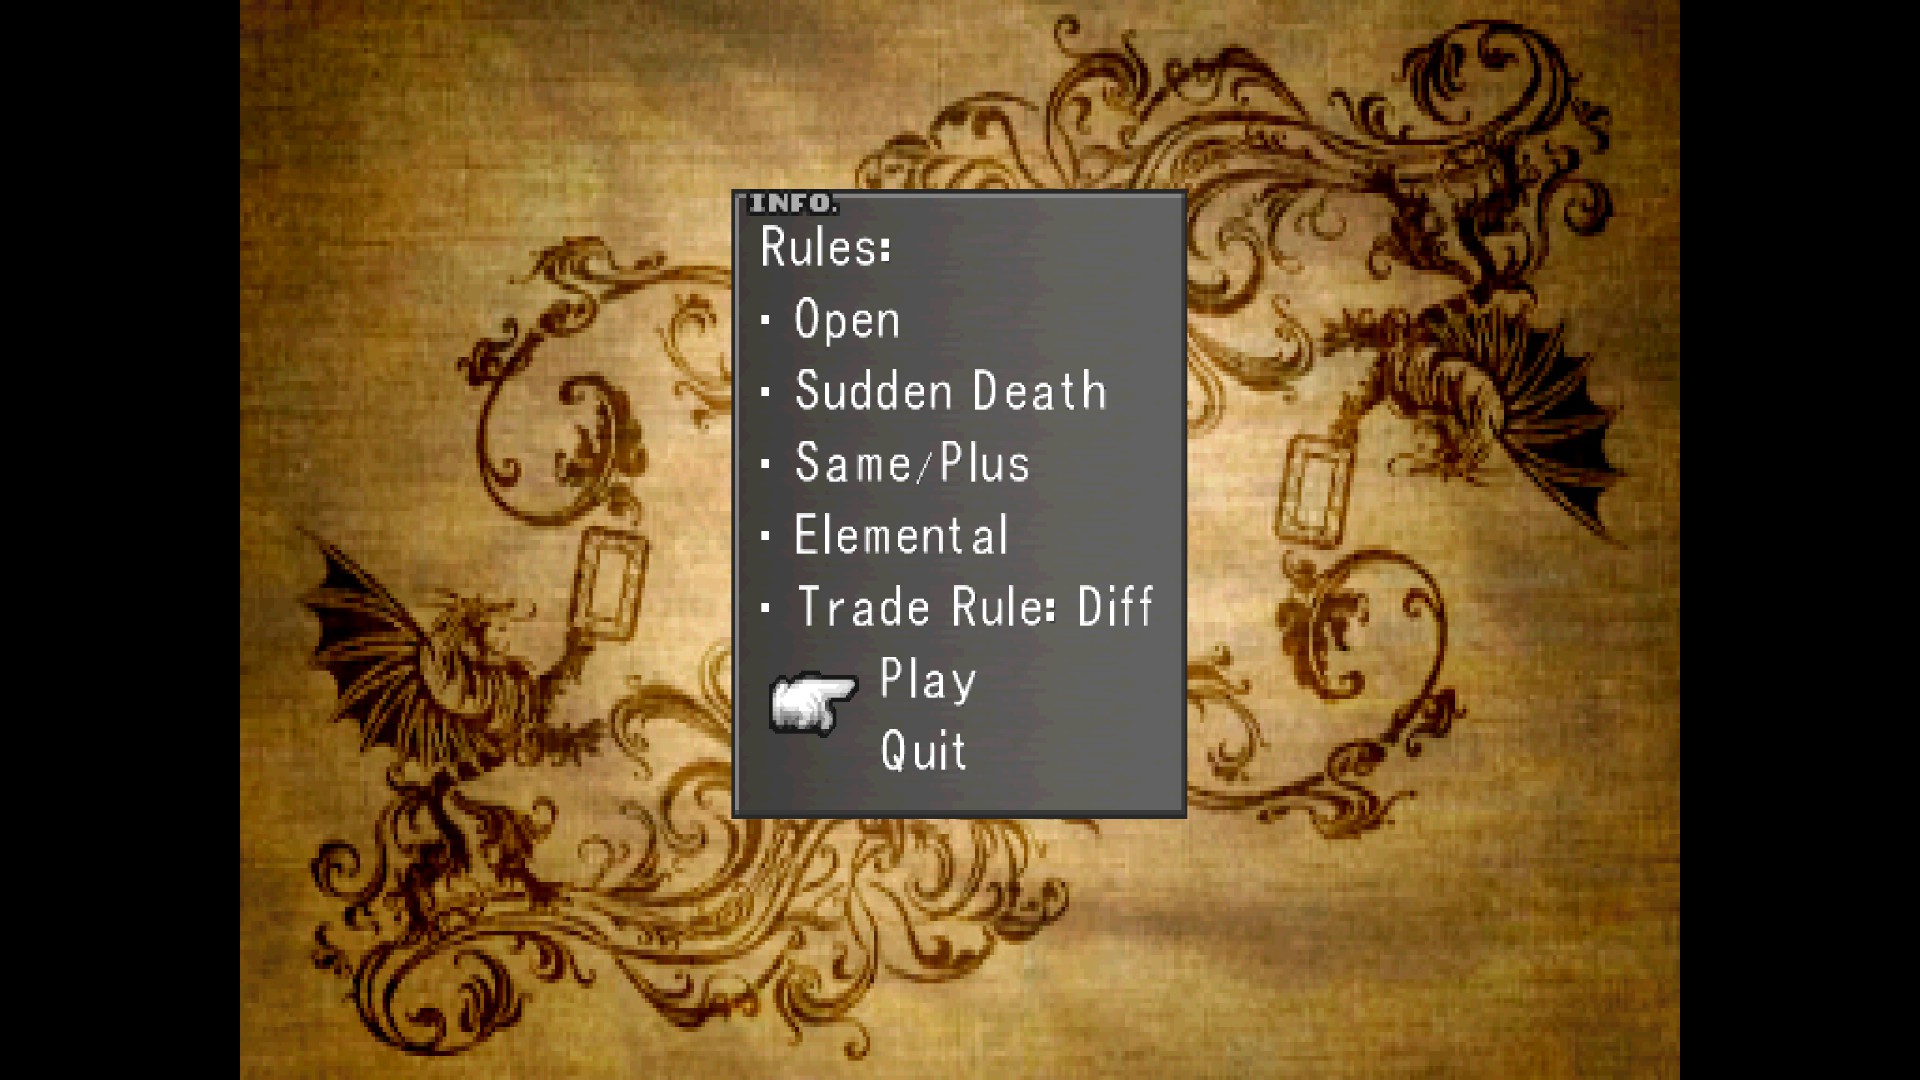 INFO.
Rules:
· Open
· Sudden Death
· Same/Plus
· Elemental
· Trade Rule: Diff
Play
Quit